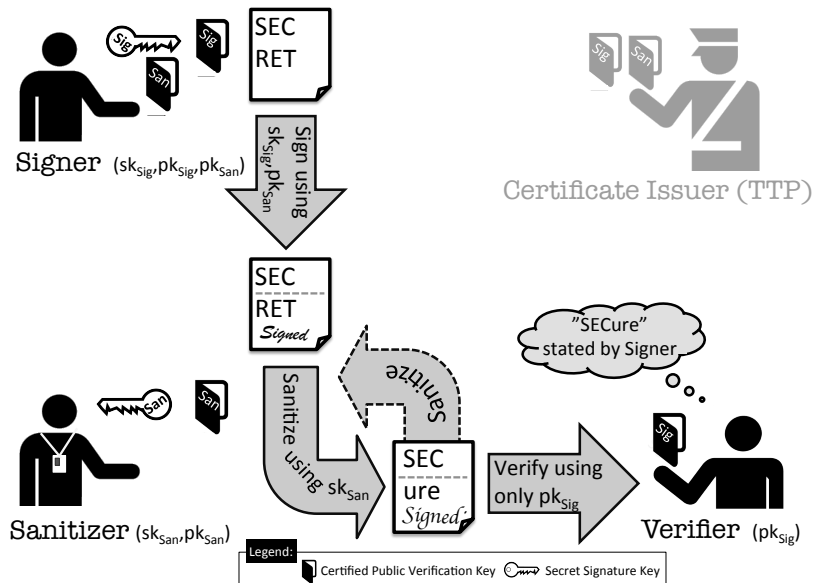 Sig
Sig
San
SEC
RET
Signer (skSig,pkSig,pkSan)
Sig
San
Certificate Issuer (TTP)
Sign using
skSig,pkSan
SEC
RET
Signed
Sanitize
"SECure"
stated by Signer
San
San
Sanitizer (skSan,pkSan)
Sanitize using skSan
SEC
ure
Signed'
Verify using
only pkSig
Sig
Verifier (pkSig)
Legend:
Certified Public Verification Key
Secret Signature Key